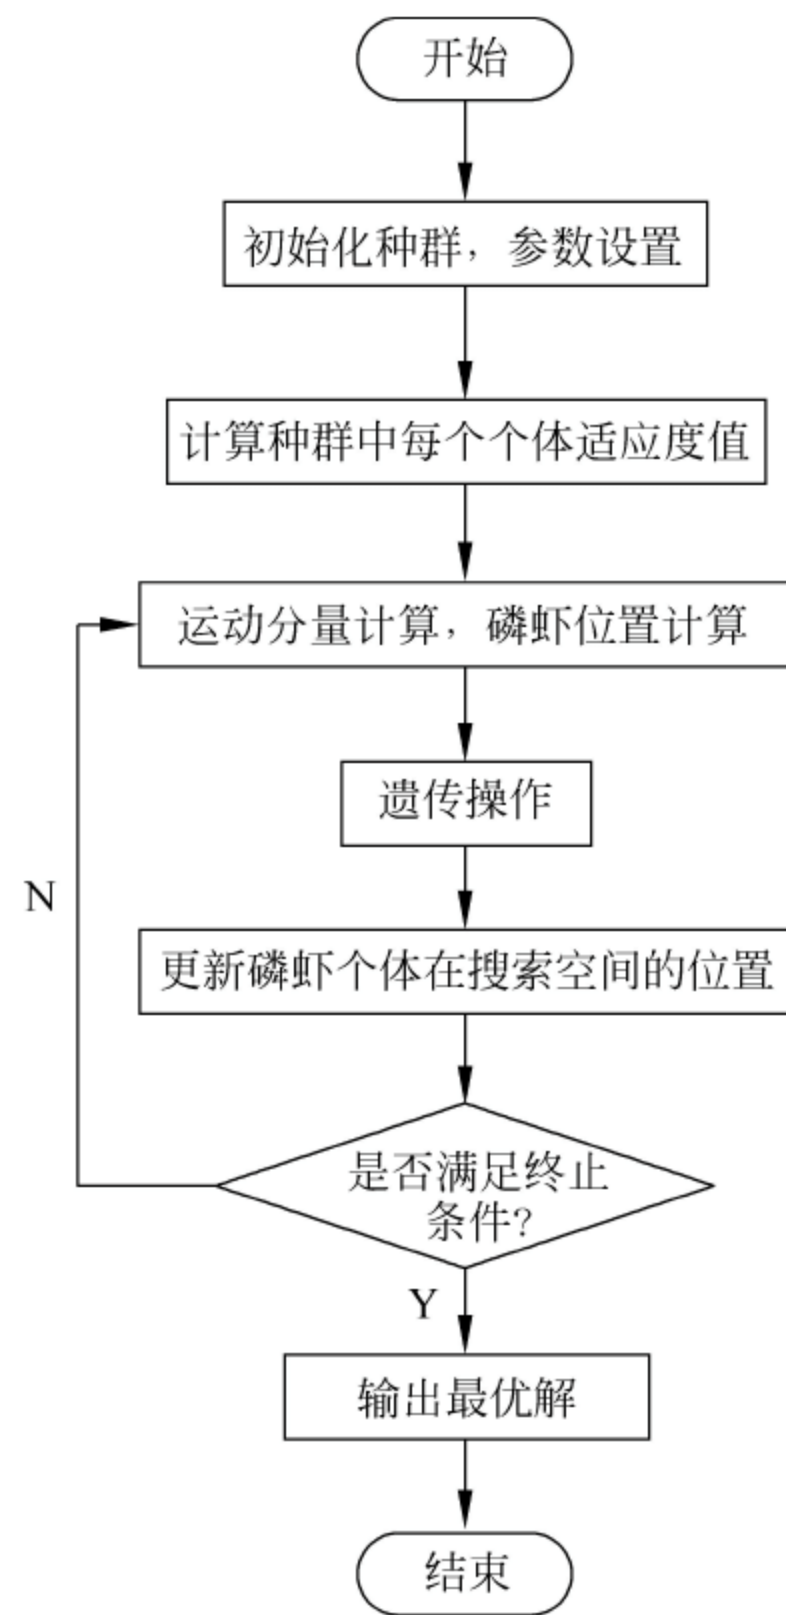 开始
初始化种群，参数设置
计算种群中每个个体适应度值
运动分量计算，磷虾位置计算
遗传操作
N
更新磷虾个体在搜索空间的位置
是否满足终止
条件?
Y
输出最优解
结束